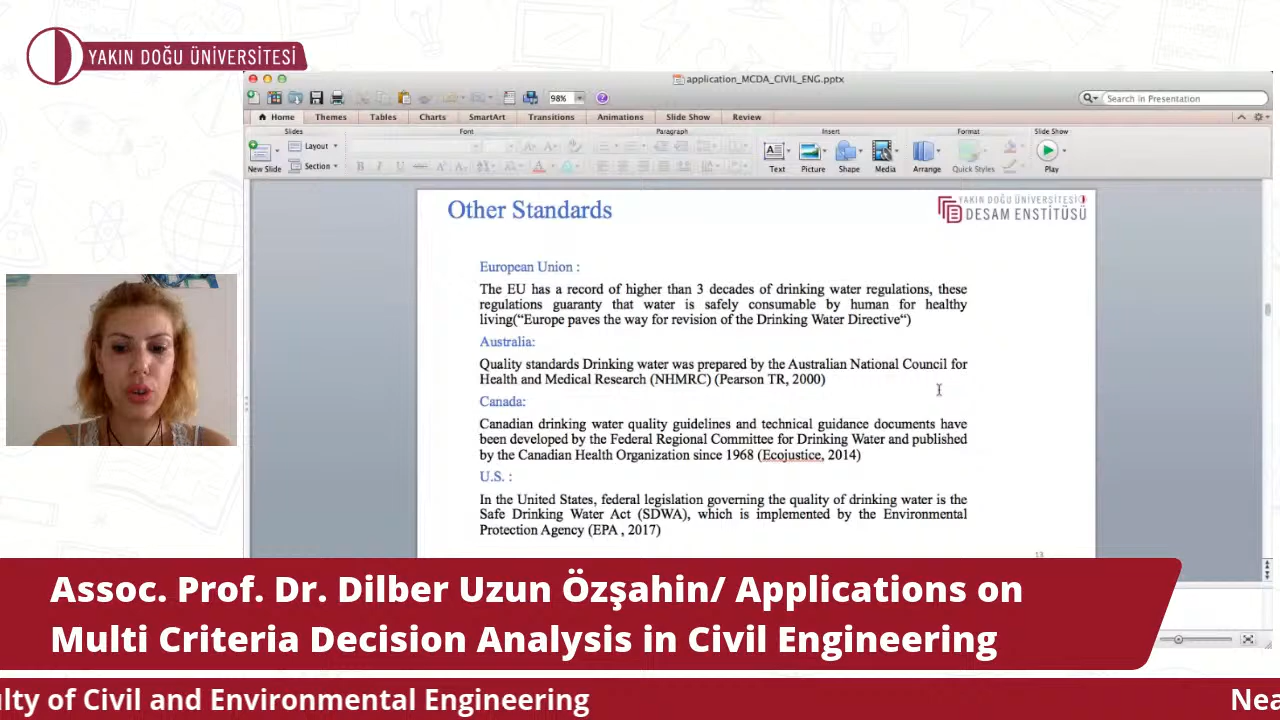 YAKIN DOĞU ÜNİVERSİTESİ
application_MCDA_CIVIL_ENG.pptx
98%
Search in Presentation
Home Themes Tables Charts SmartArt Transitions Animations Slide Show Review
Slides Font Paragraph Insert Format Slide Show
Layout
Section
New Slide Text Picture Shape Media Arrange Quick Styles Play
Other Standards
YAKIN DOĞU ÜNİVERSİTESİ
DESAM ENSTİTÜSÜ
European Union :
The EU has a record of higher than 3 decades of drinking water regulations, these
regulations guaranty that water is safely consumable by human for healthy
living(“Europe paves the way for revision of the Drinking Water Directive“)
Australia:
Quality standards Drinking water was prepared by the Australian National Council for
Health and Medical Research (NHMRC) (Pearson TR, 2000)
Canada:
Canadian drinking water quality guidelines and technical guidance documents have
been developed by the Federal Regional Committee for Drinking Water and published
by the Canadian Health Organization since 1968 (Ecojustice, 2014)
U.S. :
In the United States, federal legislation governing the quality of drinking water is the
Safe Drinking Water Act (SDWA), which is implemented by the Environmental
Protection Agency (EPA , 2017)
13
Assoc. Prof. Dr. Dilber Uzun Özşahin/ Applications on
Multi Criteria Decision Analysis in Civil Engineering
ulty of Civil and Environmental Engineering
Nea